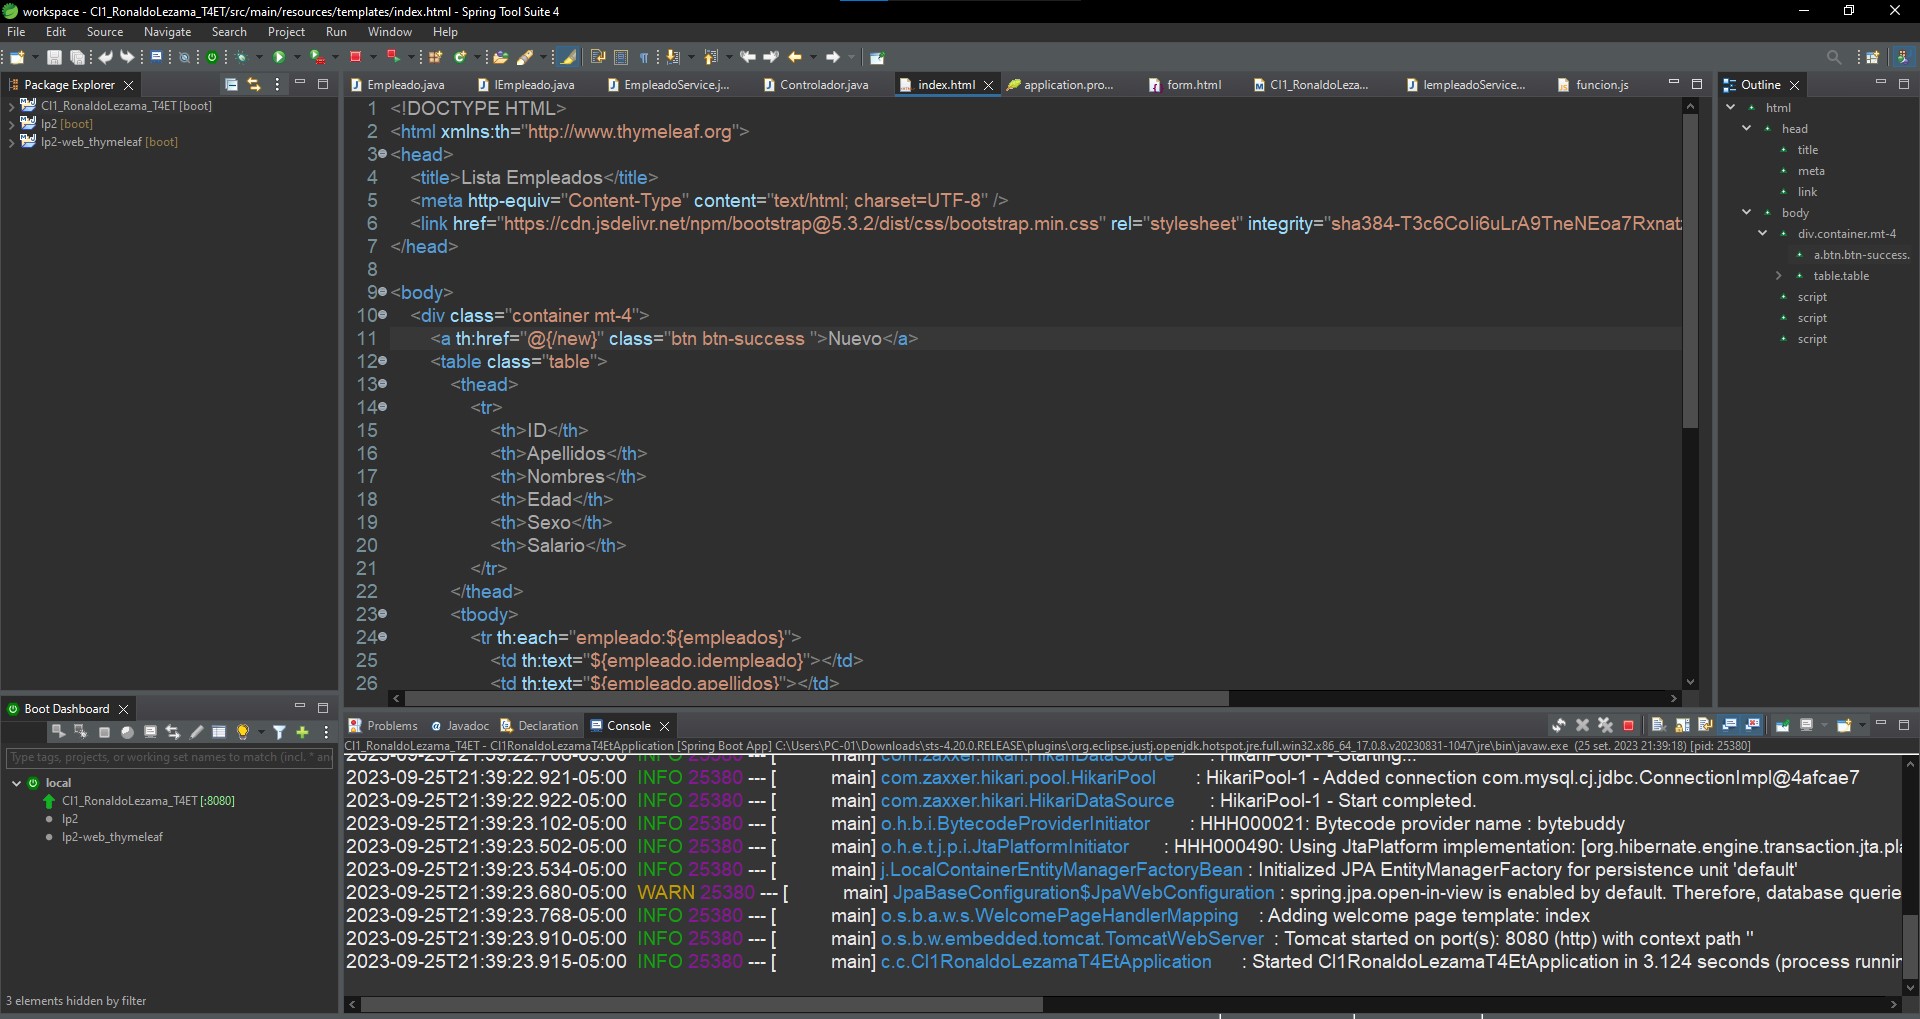 workspace - CI1_RonaldoLezama_T4ET/src/main/resources/templates/index.html - Spring Tool Suite 4
File Edit Source Navigate Search Project Run Window Help
Package Explorer
CI1_RonaldoLezama_T4ET [boot]
lp2 [boot]
lp2-web_thymeleaf [boot]
Empleado.java IEmpleado.java EmpleadoService.j... Controlador.java index.html application.pro... form.html CI1_RonaldoLeza... IempleadoService... funcion.js
1 <!DOCTYPE HTML>
2 <html xmlns:th="http://www.thymeleaf.org">
3 <head>
4 <title>Lista Empleados</title>
5 <meta http-equiv="Content-Type" content="text/html; charset=UTF-8" />
6 <link href="https://cdn.jsdelivr.net/npm/bootstrap@5.3.2/dist/css/bootstrap.min.css" rel="stylesheet" integrity="sha384-T3c6CoIi6uLrA9TneNEoa7Rxnat
7 </head>
8
9 <body>
10 <div class="container mt-4">
11 <a th:href="@{/new}" class="btn btn-success ">Nuevo</a>
12 <table class="table">
13 <thead>
14 <tr>
15 <th>ID</th>
16 <th>Apellidos</th>
17 <th>Nombres</th>
18 <th>Edad</th>
19 <th>Sexo</th>
20 <th>Salario</th>
21 </tr>
22 </thead>
23 <tbody>
24 <tr th:each="empleado:${empleados}">
25 <td th:text="${empleado.idempleado}"></td>
26 <td th:text="${empleado.apellidos}"></td>
Outline
html
head
title
meta
link
body
div.container.mt-4
a.btn.btn-success.
table.table
script
script
script
Boot Dashboard
Type tags, projects, or working set names to match (incl. * and
local
CI1_RonaldoLezama_T4ET [:8080]
lp2
lp2-web_thymeleaf
3 elements hidden by filter
Problems Javadoc Declaration Console
CI1_RonaldoLezama_T4ET - CI1RonaldoLezamaT4EtApplication [Spring Boot App] C:\Users\PC-01\Downloads\sts-4.20.0.RELEASE\plugins\org.eclipse.justj.openjdk.hotspot.jre.full.win32.x86_64_17.0.8.v20230831-1047\jre\bin\javaw.exe (25 set. 2023 21:39:18) [pid: 25380]
2023-09-25T21:39:22.708-05:00 INFO 25380 --- [ main] com.zaxxer.hikari.HikariDataSource : HikariPool-1 - Starting...
2023-09-25T21:39:22.921-05:00 INFO 25380 --- [ main] com.zaxxer.hikari.pool.HikariPool : HikariPool-1 - Added connection com.mysql.cj.jdbc.ConnectionImpl@4afcae7
2023-09-25T21:39:22.922-05:00 INFO 25380 --- [ main] com.zaxxer.hikari.HikariDataSource : HikariPool-1 - Start completed.
2023-09-25T21:39:23.102-05:00 INFO 25380 --- [ main] o.h.b.i.BytecodeProviderInitiator : HHH000021: Bytecode provider name : bytebuddy
2023-09-25T21:39:23.502-05:00 INFO 25380 --- [ main] o.h.e.t.j.p.i.JtaPlatformInitiator : HHH000490: Using JtaPlatform implementation: [org.hibernate.engine.transaction.jta.pla
2023-09-25T21:39:23.534-05:00 INFO 25380 --- [ main] j.LocalContainerEntityManagerFactoryBean : Initialized JPA EntityManagerFactory for persistence unit 'default'
2023-09-25T21:39:23.680-05:00 WARN 25380 --- [ main] JpaBaseConfiguration$JpaWebConfiguration : spring.jpa.open-in-view is enabled by default. Therefore, database querie
2023-09-25T21:39:23.768-05:00 INFO 25380 --- [ main] o.s.b.a.w.s.WelcomePageHandlerMapping : Adding welcome page template: index
2023-09-25T21:39:23.910-05:00 INFO 25380 --- [ main] o.s.b.w.embedded.tomcat.TomcatWebServer : Tomcat started on port(s): 8080 (http) with context path ''
2023-09-25T21:39:23.915-05:00 INFO 25380 --- [ main] c.c.Cl1RonaldoLezamaT4EtApplication : Started Cl1RonaldoLezamaT4EtApplication in 3.124 seconds (process runnin